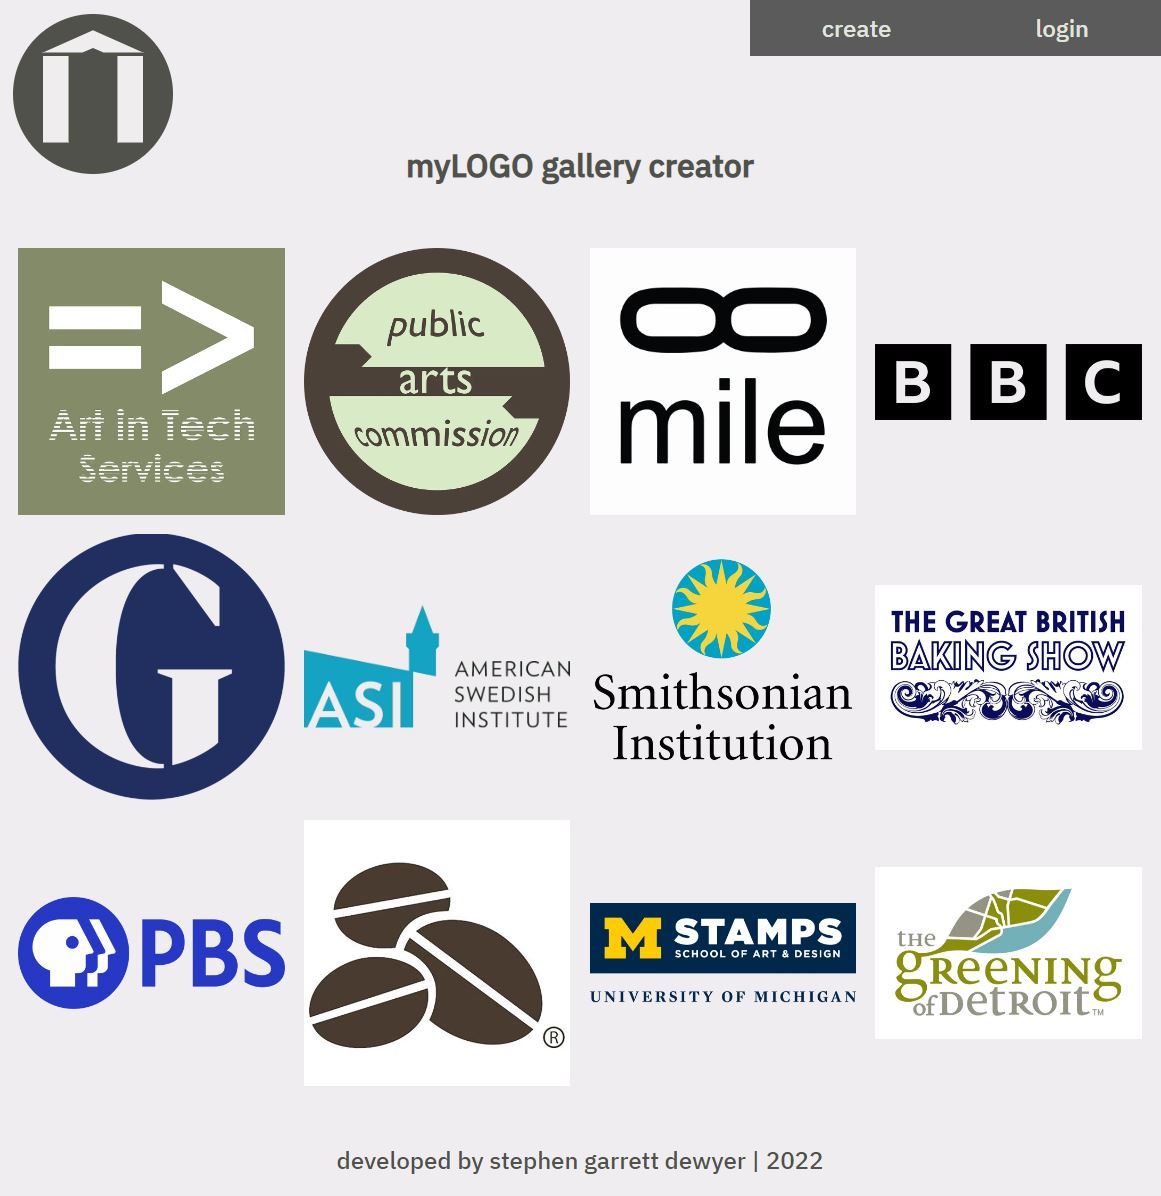 create login
myLOGO gallery creator
=>
Art in Tech
Services
public
arts
commission
8
mile
BBC
G
ASI
AMERICAN
SWEDISH
INSTITUTE
Smithsonian
Institution
THE GREAT BRITISH
BAKING SHOW
PBS
®
M STAMPS
SCHOOL OF ART & DESIGN
UNIVERSITY OF MICHIGAN
THE
GReeNING
of DetRoit™
developed by stephen garrett dewyer | 2022